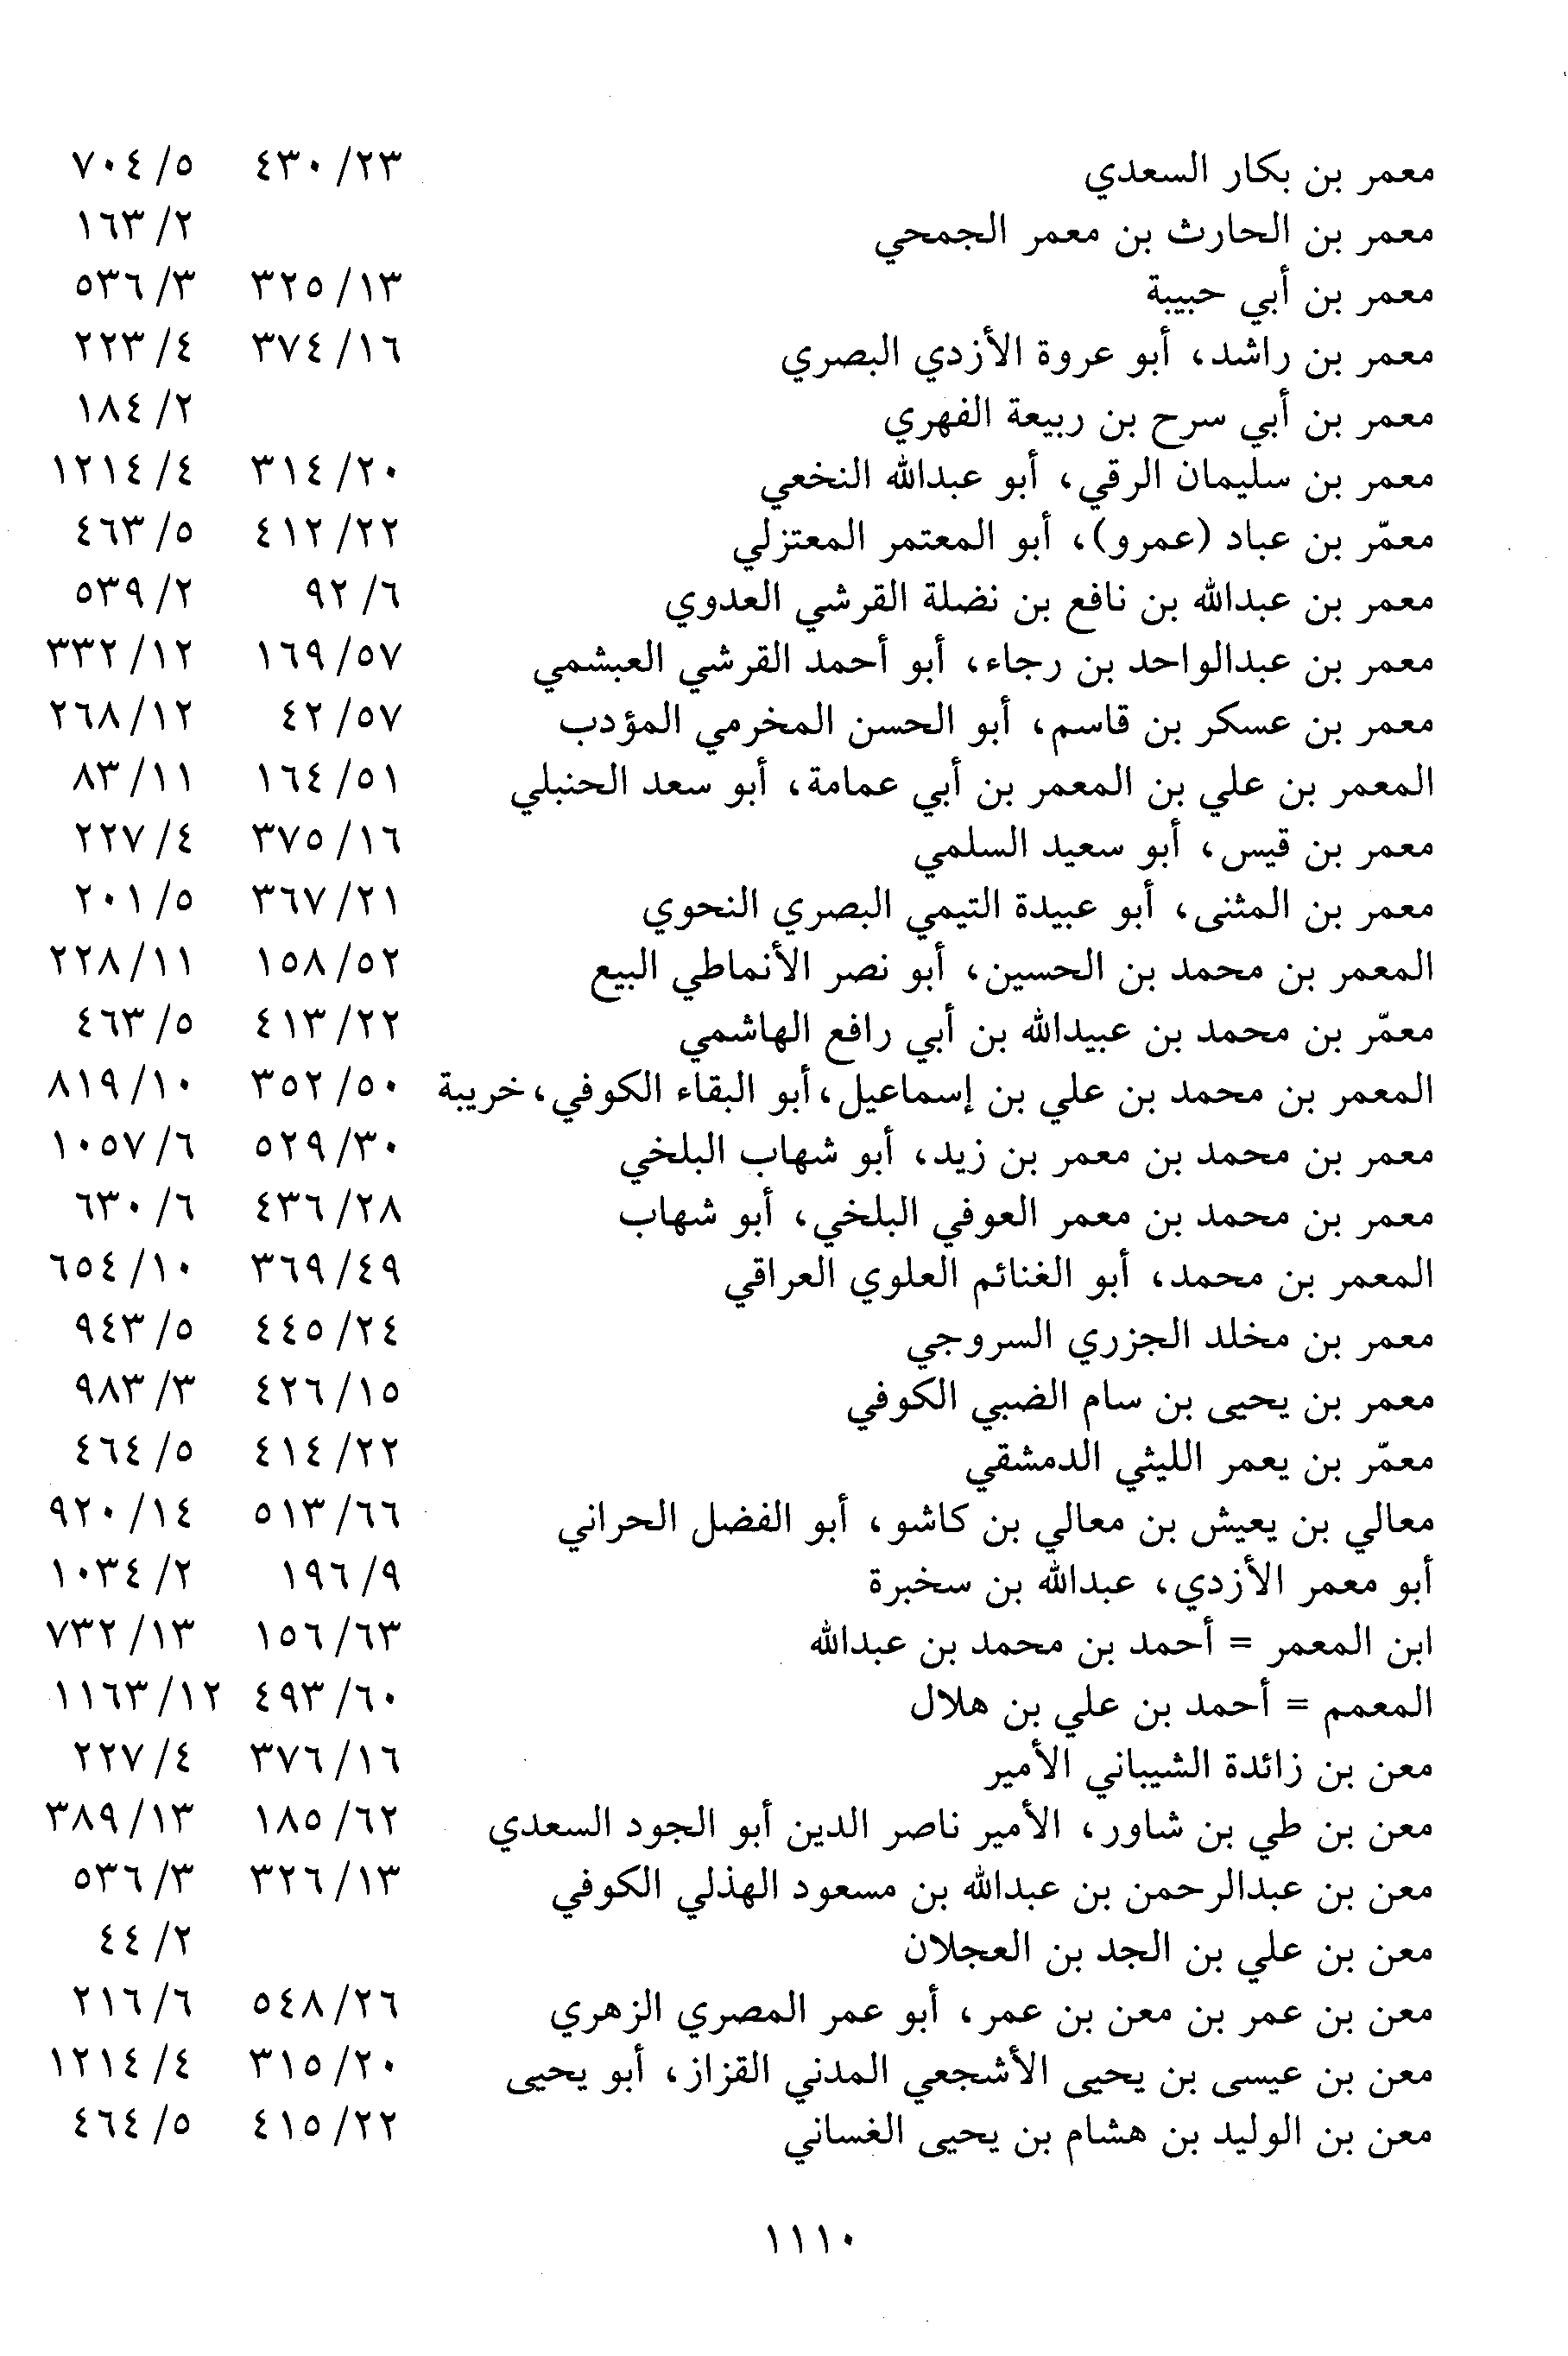 معمر بن بكار السعدي ٢٣/ ٤٣٠ ٥/ ٧٠٤
معمر بن الحارث بن معمر الجمحي ٢/ ١٦٣
معمر بن أبي حبيبة ١٣/ ٣٢٥ ٣/ ٥٣٦
معمر بن راشد، أبو عروة الأزدي البصري ١٦/ ٣٧٤ ٤/ ٢٢٣
معمر بن أبي سرح بن ربيعة الفهري ٢/ ١٨٤
معمر بن سليمان الرقي، أبو عبدالله النخعي ٢٠/ ٣١٤ ٤/ ١٢١٤
معمّر بن عباد (عمرو)، أبو المعتمر المعتزلي ٢٢/ ٤١٢ ٥/ ٤٦٣
معمر بن عبدالله بن نافع بن نضلة القرشي العدوي ٦/ ٩٢ ٢/ ٥٣٩
معمر بن عبدالواحد بن رجاء، أبو أحمد القرشي العبشمي ٥٧/ ١٦٩ ١٢/ ٣٣٢
معمر بن عسكر بن قاسم، أبو الحسن المخرمي المؤدب ٥٧/ ٤٢ ١٢/ ٢٦٨
المعمر بن علي بن المعمر بن أبي عمامة، أبو سعد الحنبلي ٥١/ ١٦٤ ١١/ ٨٣
معمر بن قيس، أبو سعيد السلمي ١٦/ ٣٧٥ ٤/ ٢٢٧
معمر بن المثنى، أبو عبيدة التيمي البصري النحوي ٢١/ ٣٦٧ ٥/ ٢٠١
المعمر بن محمد بن الحسين، أبو نصر الأنماطي البيع ٥٢/ ١٥٨ ١١/ ٢٢٨
معمّر بن محمد بن عبيدالله بن أبي رافع الهاشمي ٢٢/ ٤١٣ ٥/ ٤٦٣
المعمر بن محمد بن علي بن إسماعيل، أبو البقاء الكوفي، خريبة ٥٠/ ٣٥٢ ١٠/ ٨١٩
معمر بن محمد بن معمر بن زيد، أبو شهاب البلخي ٣٠/ ٥٢٩ ٦/ ١٠٥٧
معمر بن محمد بن معمر العوفي البلخي، أبو شهاب ٢٨/ ٤٣٦ ٦/ ٦٣٠
المعمر بن محمد، أبو الغنائم العلوي العراقي ٤٩/ ٣٦٩ ١٠/ ٦٥٤
معمر بن مخلد الجزري السروجي ٢٤/ ٤٤٥ ٥/ ٩٤٣
معمر بن يحيى بن سام الضبي الكوفي ١٥/ ٤٢٦ ٣/ ٩٨٣
معمّر بن يعمر الليثي الدمشقي ٢٢/ ٤١٤ ٥/ ٤٦٤
معالي بن يعيش بن معالي بن كاشو، أبو الفضل الحراني ٦٦/ ٥١٣ ١٤/ ٩٢٠
أبو معمر الأزدي، عبدالله بن سخبرة ٩/ ١٩٦ ٢/ ١٠٣٤
ابن المعمر = أحمد بن محمد بن عبدالله ٦٣/ ١٥٦ ١٣/ ٧٣٢
المعمم = أحمد بن علي بن هلال ٦٠/ ٤٩٣ ١٢/ ١١٦٣
معن بن زائدة الشيباني الأمير ١٦/ ٣٧٦ ٤/ ٢٢٧
معن بن طي بن شاور، الأمير ناصر الدين أبو الجود السعدي ٦٢/ ١٨٥ ١٣/ ٣٨٩
معن بن عبدالرحمن بن عبدالله بن مسعود الهذلي الكوفي ١٣/ ٣٢٦ ٣/ ٥٣٦
معن بن علي بن الجد بن العجلان ٢/ ٤٤
معن بن عمر بن معن بن عمر، أبو عمر المصري الزهري ٢٦/ ٥٤٨ ٦/ ٢١٦
معن بن عيسى بن يحيى الأشجعي المدني القزاز، أبو يحيى ٢٠/ ٣١٥ ٤/ ١٢١٤
معن بن الوليد بن هشام بن يحيى الغساني ٢٢/ ٤١٥ ٥/ ٤٦٤
١١١٠